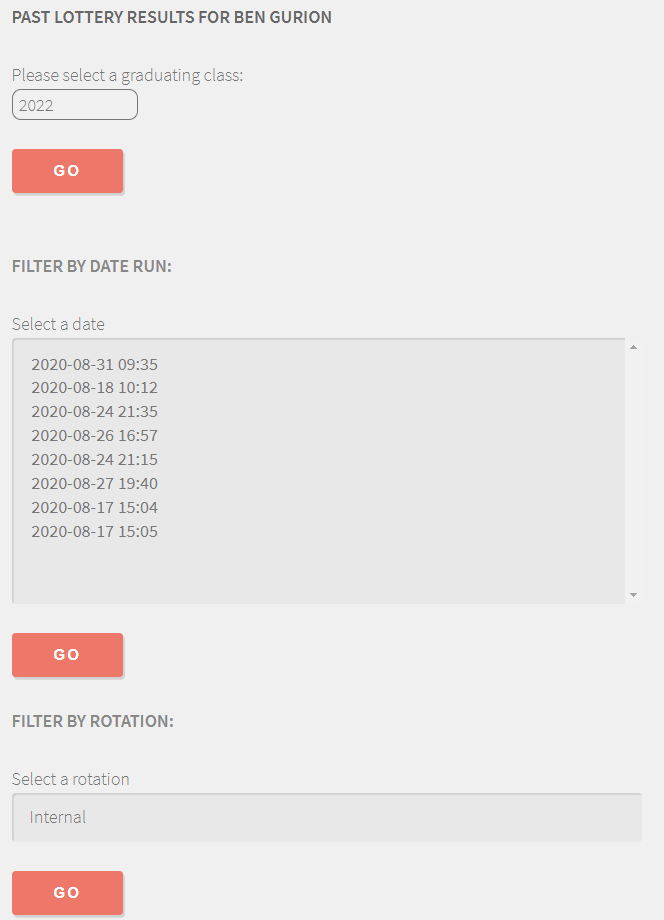 PAST LOTTERY RESULTS FOR BEN GURION
Please select a graduating class:
2022
GO
FILTER BY DATE RUN:
Select a date
2020-08-31 09:35
2020-08-18 10:12
2020-08-24 21:35
2020-08-26 16:57
2020-08-24 21:15
2020-08-27 19:40
2020-08-17 15:04
2020-08-17 15:05
GO
FILTER BY ROTATION:
Select a rotation
Internal
GO